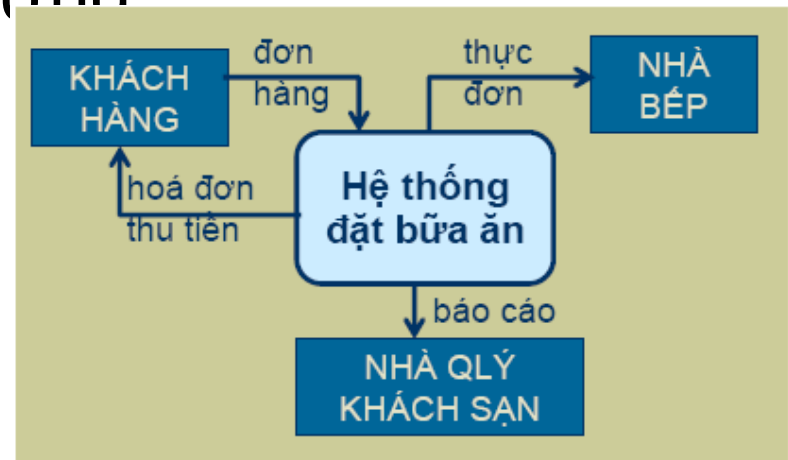 KHÁCH
HÀNG
đơn
hàng
thực
đơn
NHÀ
BẾP
hoá đơn
thu tiền
Hệ thống
đặt bữa ăn
báo cáo
NHÀ QLÝ
KHÁCH SẠN